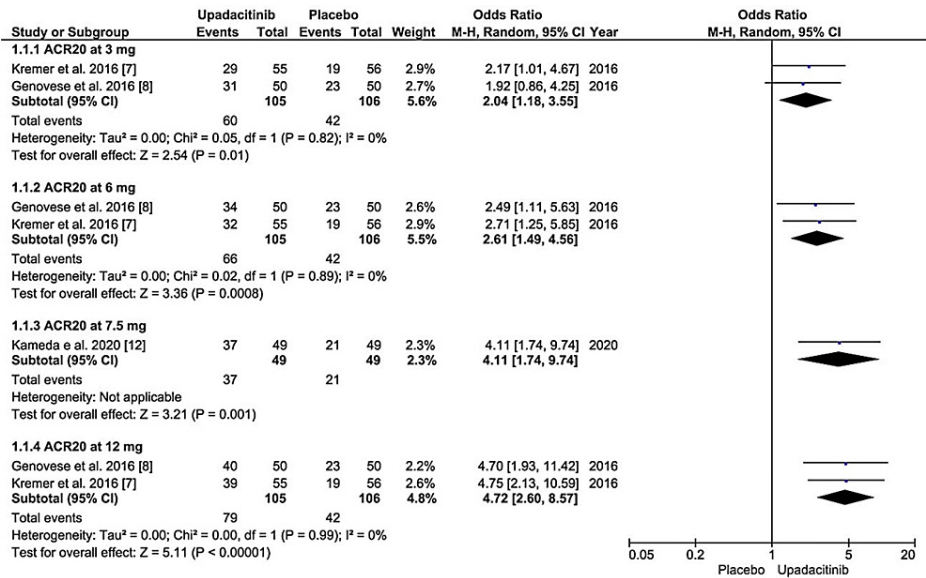 Upadacitinib Placebo Odds Ratio Odds Ratio
Study or Subgroup Events Total Events Total Weight M-H, Random, 95% CI Year M-H, Random, 95% CI
1.1.1 ACR20 at 3 mg
Kremer et al. 2016 [7] 29 55 19 56 2.9% 2.17 [1.01, 4.67] 2016
Genovese et al. 2016 [8] 31 50 23 50 2.7% 1.92 [0.86, 4.25] 2016
Subtotal (95% CI) 105 106 5.6% 2.04 [1.18, 3.55]
Total events 60 42
Heterogeneity: Tau² = 0.00; Chi² = 0.05, df = 1 (P = 0.82); I² = 0%
Test for overall effect: Z = 2.54 (P = 0.01)
1.1.2 ACR20 at 6 mg
Genovese et al. 2016 [8] 34 50 23 50 2.6% 2.49 [1.11, 5.63] 2016
Kremer et al. 2016 [7] 32 55 19 56 2.9% 2.71 [1.25, 5.85] 2016
Subtotal (95% CI) 105 106 5.5% 2.61 [1.49, 4.56]
Total events 66 42
Heterogeneity: Tau² = 0.00; Chi² = 0.02, df = 1 (P = 0.89); I² = 0%
Test for overall effect: Z = 3.36 (P = 0.0008)
1.1.3 ACR20 at 7.5 mg
Kameda e al. 2020 [12] 37 49 21 49 2.3% 4.11 [1.74, 9.74] 2020
Subtotal (95% CI) 49 49 2.3% 4.11 [1.74, 9.74]
Total events 37 21
Heterogeneity: Not applicable
Test for overall effect: Z = 3.21 (P = 0.001)
1.1.4 ACR20 at 12 mg
Genovese et al. 2016 [8] 40 50 23 50 2.2% 4.70 [1.93, 11.42] 2016
Kremer et al. 2016 [7] 39 55 19 56 2.6% 4.75 [2.13, 10.59] 2016
Subtotal (95% CI) 105 106 4.8% 4.72 [2.60, 8.57]
Total events 79 42
Heterogeneity: Tau² = 0.00; Chi² = 0.00, df = 1 (P = 0.99); I² = 0%
Test for overall effect: Z = 5.11 (P < 0.00001)
0.05 0.2 1 5 20
Placebo Upadacitinib